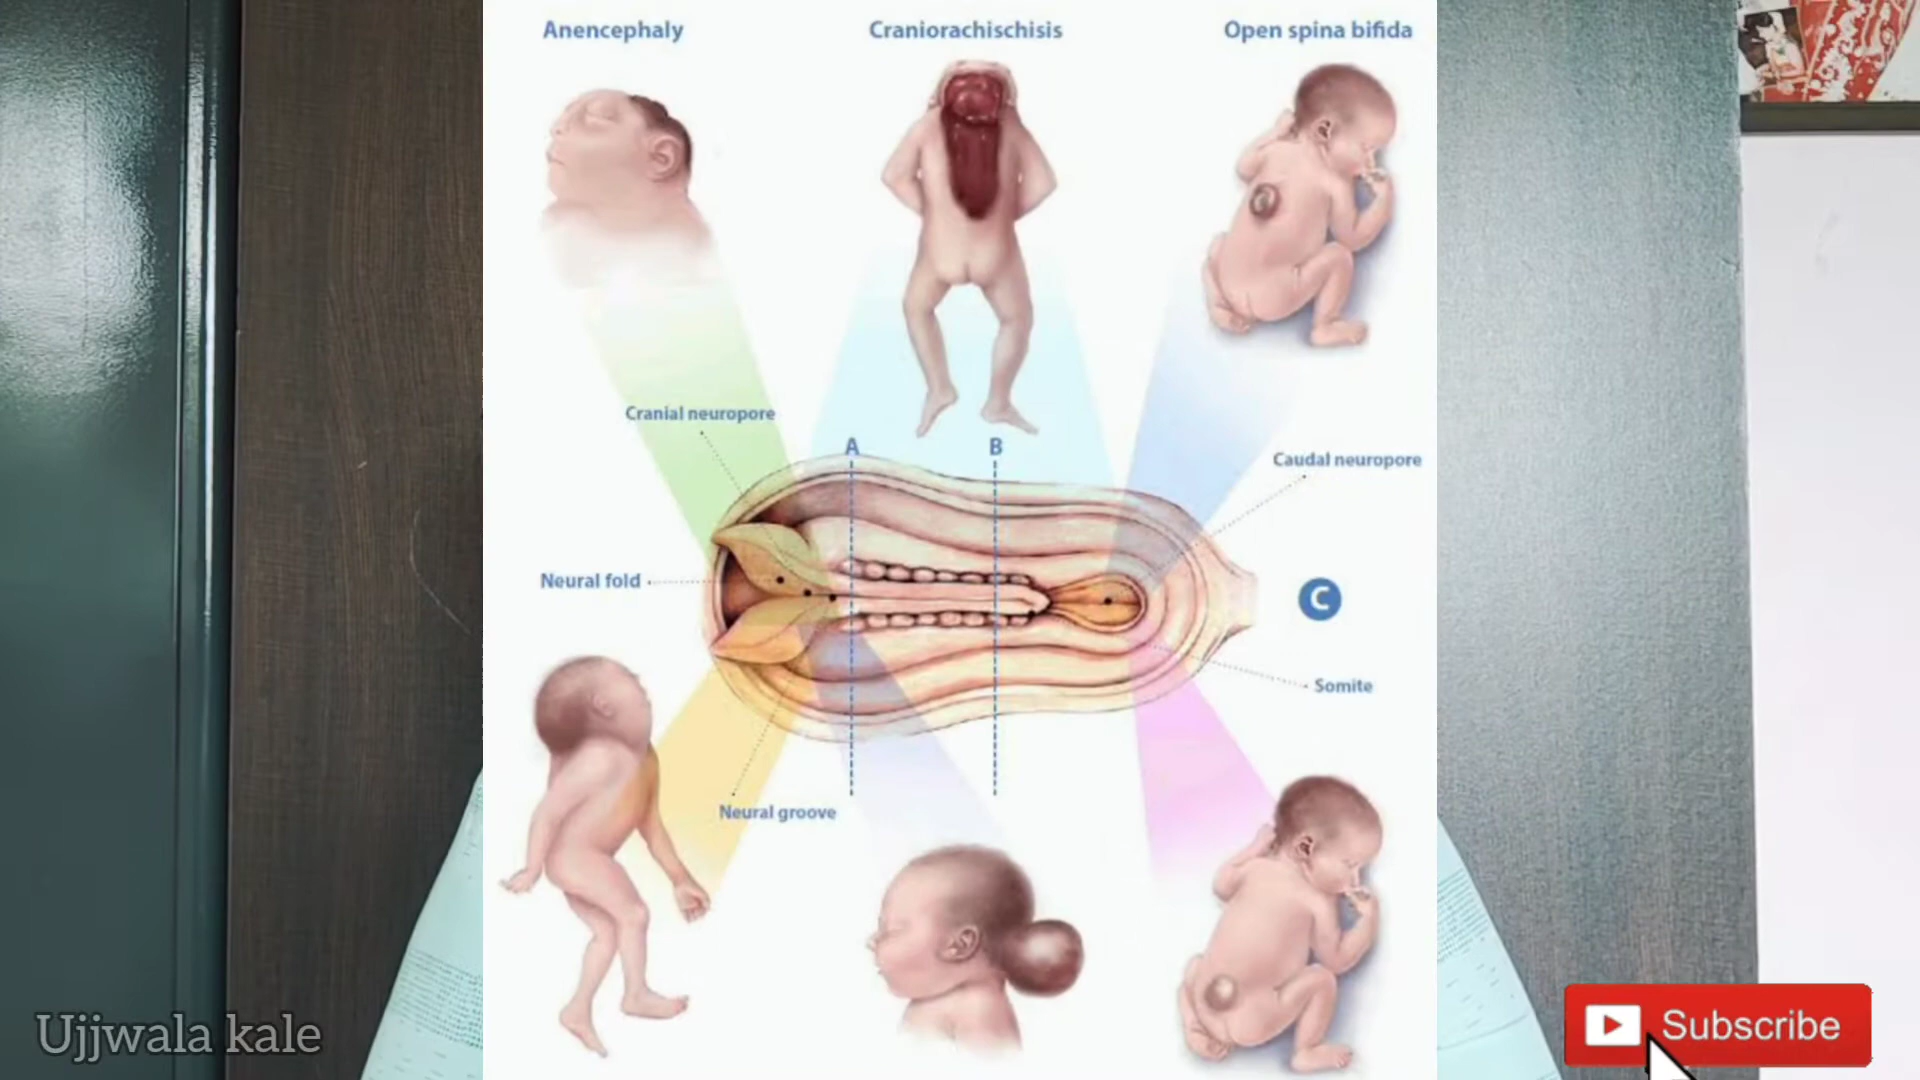 Anencephaly
Craniorachischisis
Open spina bifida
Cranial neuropore
A
B
Caudal neuropore
Neural fold
C
Somite
Neural groove
Ujjwala kale
Subscribe